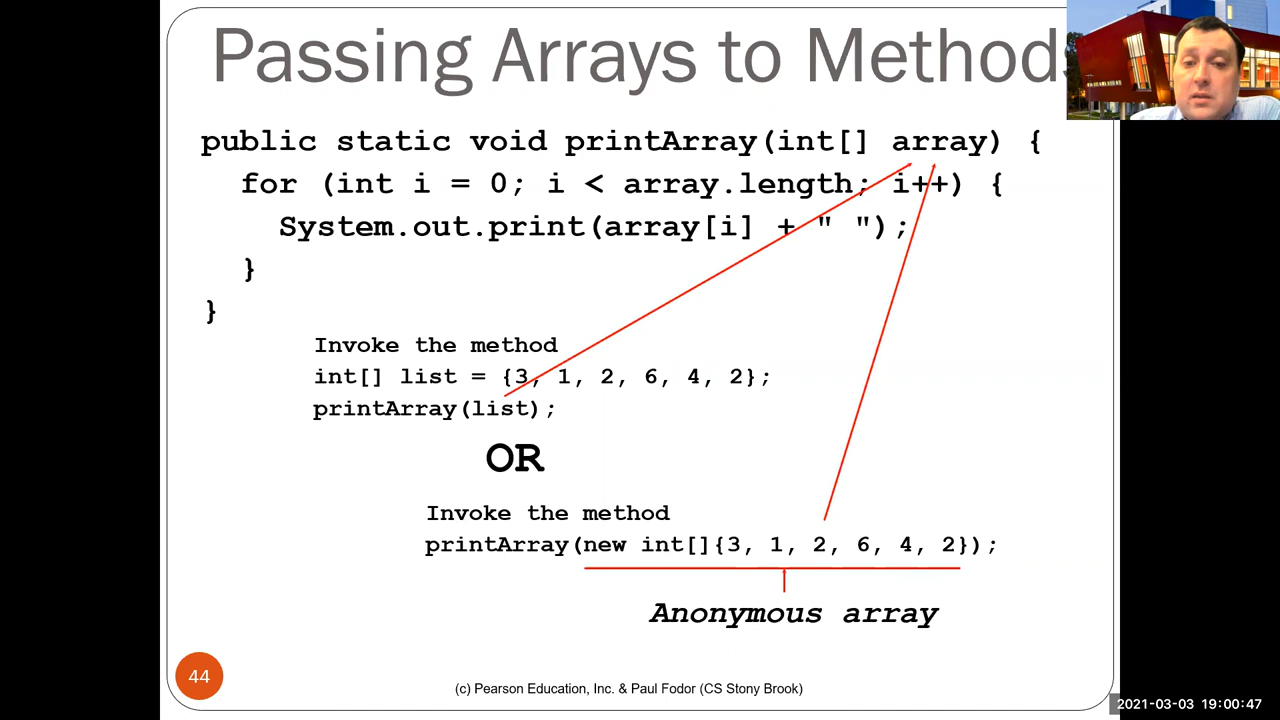 Passing Arrays to Methods
public static void printArray(int[] array) {
for (int i = 0; i < array.length; i++) {
System.out.print(array[i] + " ");
}
}
Invoke the method
int[] list = {3, 1, 2, 6, 4, 2};
printArray(list);
OR
Invoke the method
printArray(new int[]{3, 1, 2, 6, 4, 2});
Anonymous array
44
(c) Pearson Education, Inc. & Paul Fodor (CS Stony Brook)
2021-03-03 19:00:47